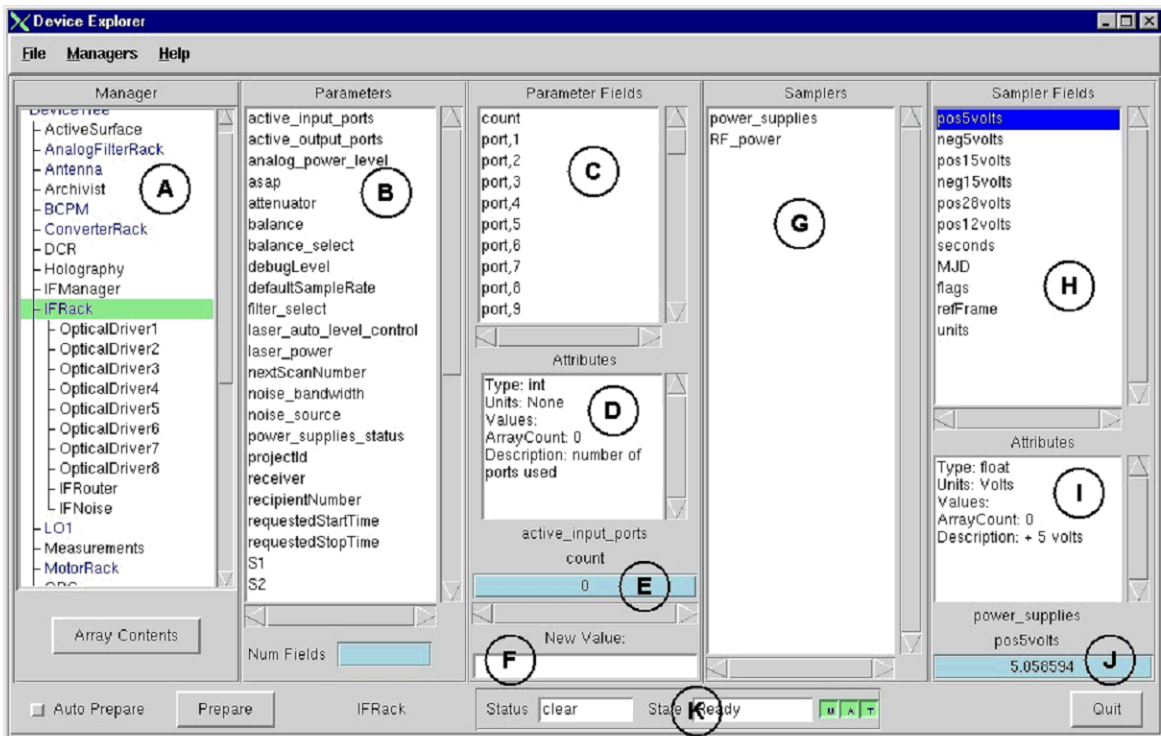 Device Explorer
File Managers Help
Manager
DeviceTree
ActiveSurface
AnalogFilterRack
Antenna
Archivist
BCPM
ConverterRack
DCR
Holography
IFManager
IFRack
OpticalDriver1
OpticalDriver2
OpticalDriver3
OpticalDriver4
OpticalDriver5
OpticalDriver6
OpticalDriver7
OpticalDriver8
IFRouter
IFNoise
LO1
Measurements
MotorRack
A
Array Contents
Parameters
active_input_ports
active_output_ports
analog_power_level
asap
attenuator
balance
balance_select
debugLevel
defaultSampleRate
filter_select
laser_auto_level_control
laser_power
nextScanNumber
noise_bandwidth
noise_source
power_supplies_status
projectId
receiver
recipientNumber
requestedStartTime
requestedStopTime
S1
S2
B
Num Fields
Parameter Fields
count
port,1
port,2
port,3
port,4
port,5
port,6
port,7
port,8
port,9
C
Attributes
Type: int
Units: None
Values:
ArrayCount: 0
Description: number of
ports used
D
active_input_ports
count
0
E
New Value:
F
Samplers
power_supplies
RF_power
G
Sampler Fields
pos5volts
neg5volts
pos15volts
neg15volts
pos28volts
pos12volts
seconds
MJD
flags
refFrame
units
H
Attributes
Type: float
Units: Volts
Values:
ArrayCount: 0
Description: + 5 volts
I
power_supplies
pos5volts
5.058594
J
Auto Prepare Prepare IFRack Status clear State K Ready M A T Quit